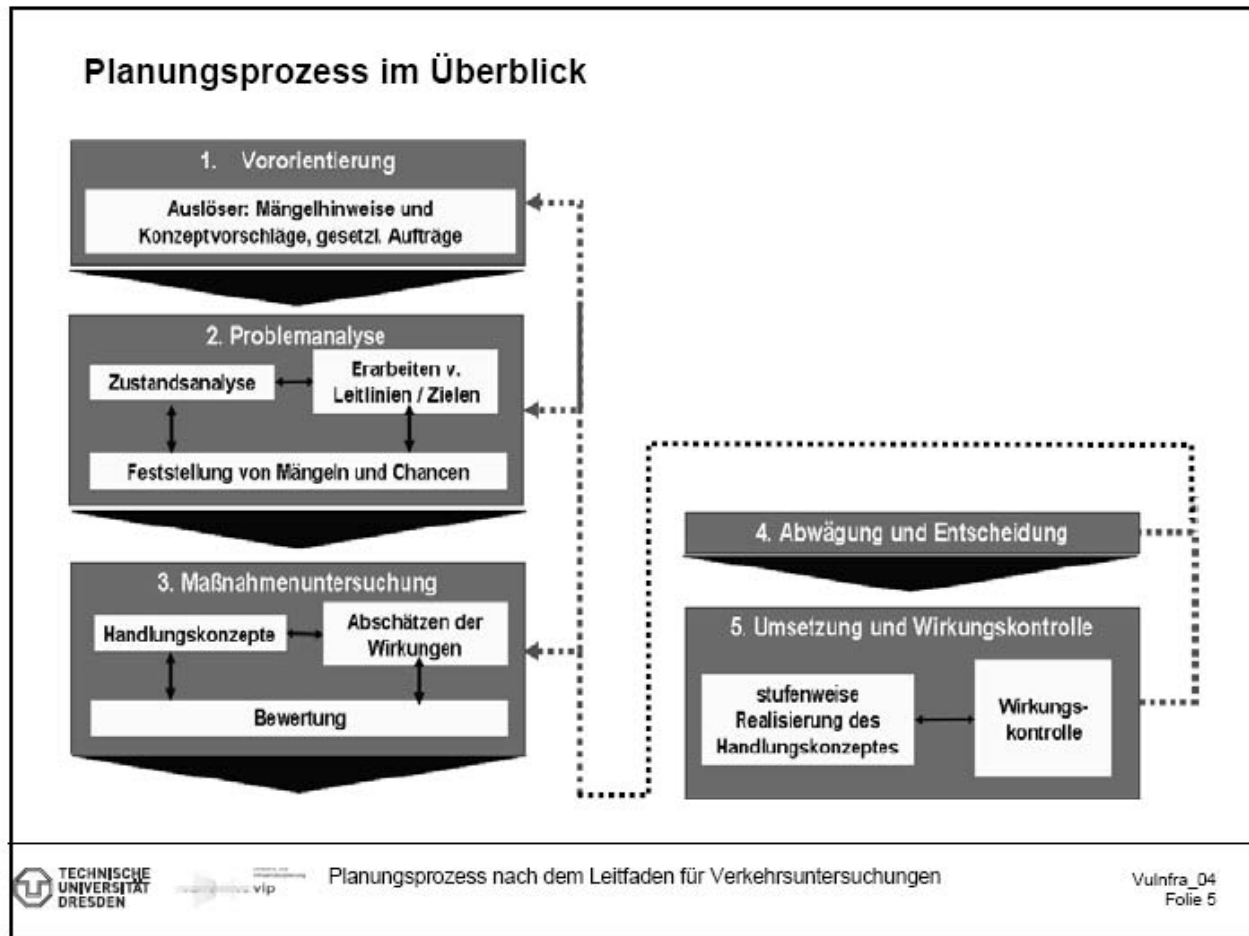 Planungsprozess im Überblick
1. Vororientierung
Auslöser: Mängelhinweise und
Konzeptvorschläge, gesetzl. Aufträge
2. Problemanalyse
Zustandsanalyse
Erarbeiten v.
Leitlinien / Zielen
Feststellung von Mängeln und Chancen
3. Maßnahmenuntersuchung
Handlungskonzepte
Abschätzen der
Wirkungen
Bewertung
4. Abwägung und Entscheidung
5. Umsetzung und Wirkungskontrolle
stufenweise
Realisierung des
Handlungskonzeptes
Wirkungs-
kontrolle
TECHNISCHE
UNIVERSITÄT
DRESDEN
vip
Planungsprozess nach dem Leitfaden für Verkehrsuntersuchungen
VuInfra_04
Folie 5